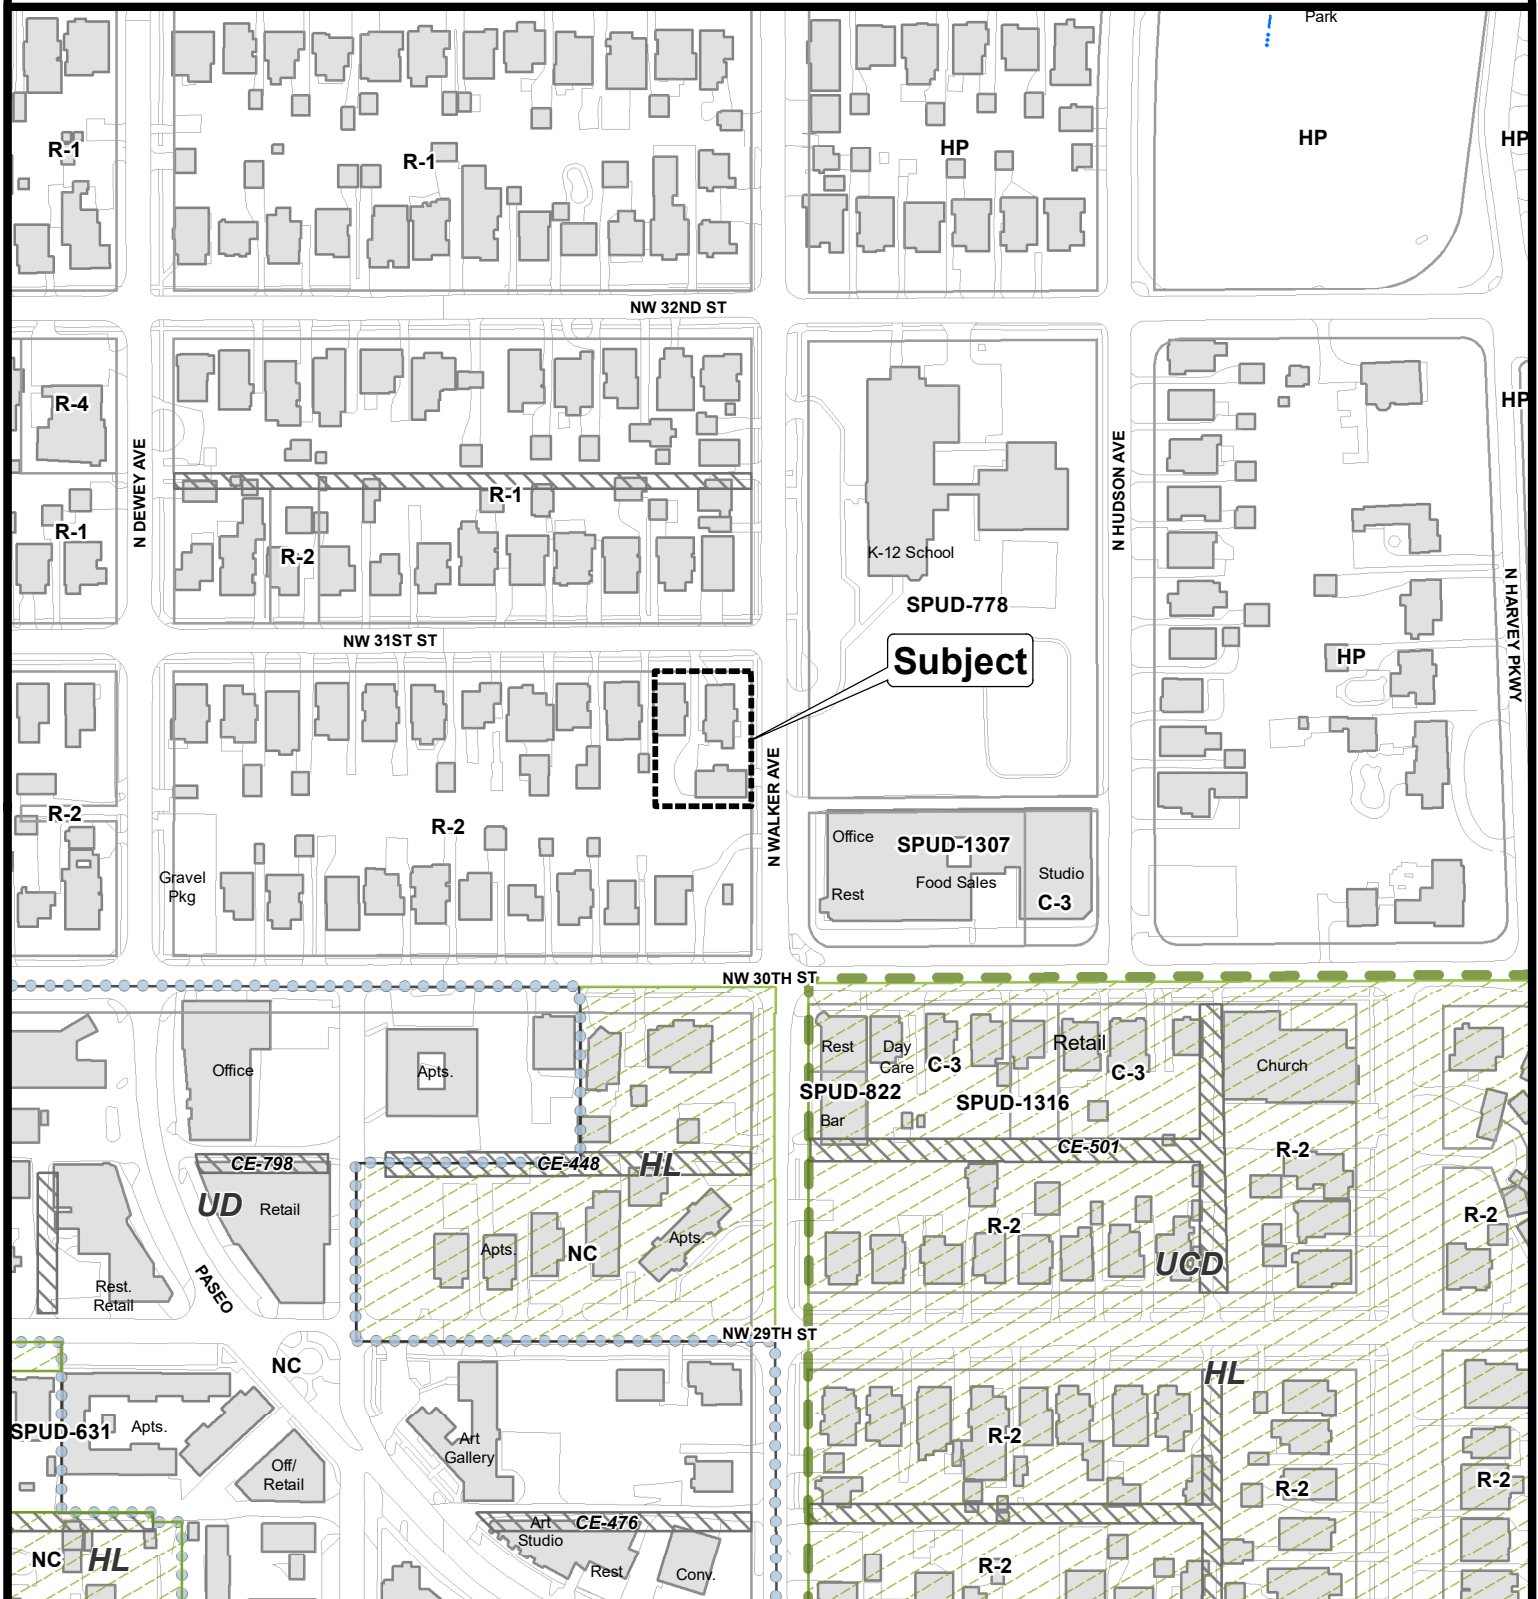 Park
R-1
R-1
HP
HP
HP
NW 32ND ST
R-4
HP
N DEWEY AVE
N HUDSON AVE
R-1
R-1
R-2
K-12 School
SPUD-778
N HARVEY PKWY
NW 31ST ST
Subject
HP
N WALKER AVE
R-2
R-2
Office
SPUD-1307
Gravel
Pkg
Food Sales
Studio
Rest
C-3
NW 30TH ST
Office
Apts.
Rest
Day
Care
C-3
Retail
C-3
Church
SPUD-822
SPUD-1316
Bar
CE-501
R-2
CE-798
CE-448
HL
UD
Retail
R-2
R-2
Apts.
NC
Apts.
UCD
PASEO
Rest.
Retail
NW 29TH ST
NC
HL
SPUD-631
Apts.
Art
Gallery
R-2
Off/
Retail
R-2
R-2
Art
Studio
CE-476
NC
HL
Rest
Conv.
R-2